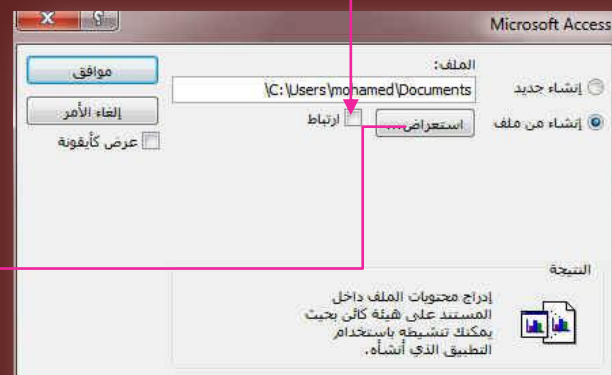 Microsoft Access
إنشاء جديد
إنشاء من ملف
الملف:
\C:\Users\mohamed\Documents
استعراض...
ارتباط
موافق
إلغاء الأمر
عرض كأيقونة
النتيجة
إدراج محتويات الملف داخل
المستند على هيئة كائن بحيث
يمكنك تنشيطه باستخدام
التطبيق الذي أنشأه.